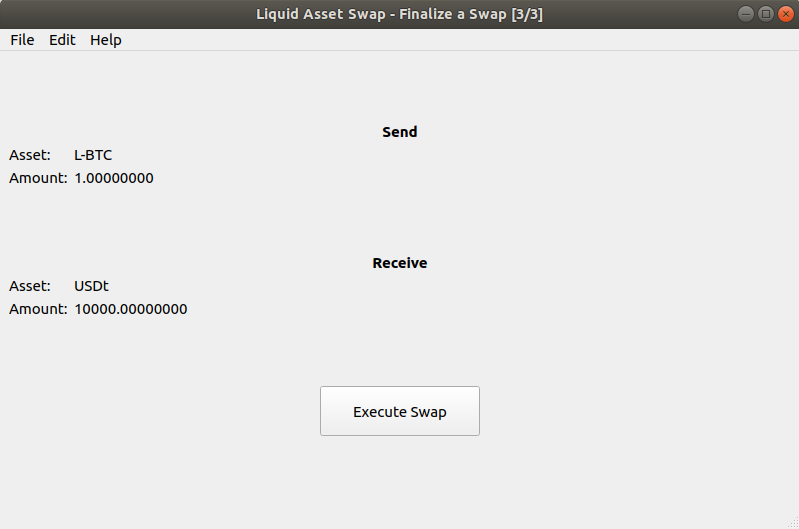 Liquid Asset Swap - Finalize a Swap [3/3]
File Edit Help
Send
Asset: L-BTC
Amount: 1.00000000
Receive
Asset: USDt
Amount: 10000.00000000
Execute Swap